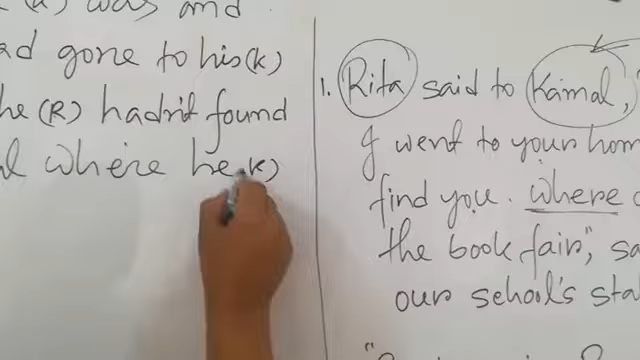 was and
gone to his(K)
he (R) hadn't found
where he(K)
1. Rita said to Kamal,"
I went to your hom
find you. Where
the book fair", sa
our school's sta